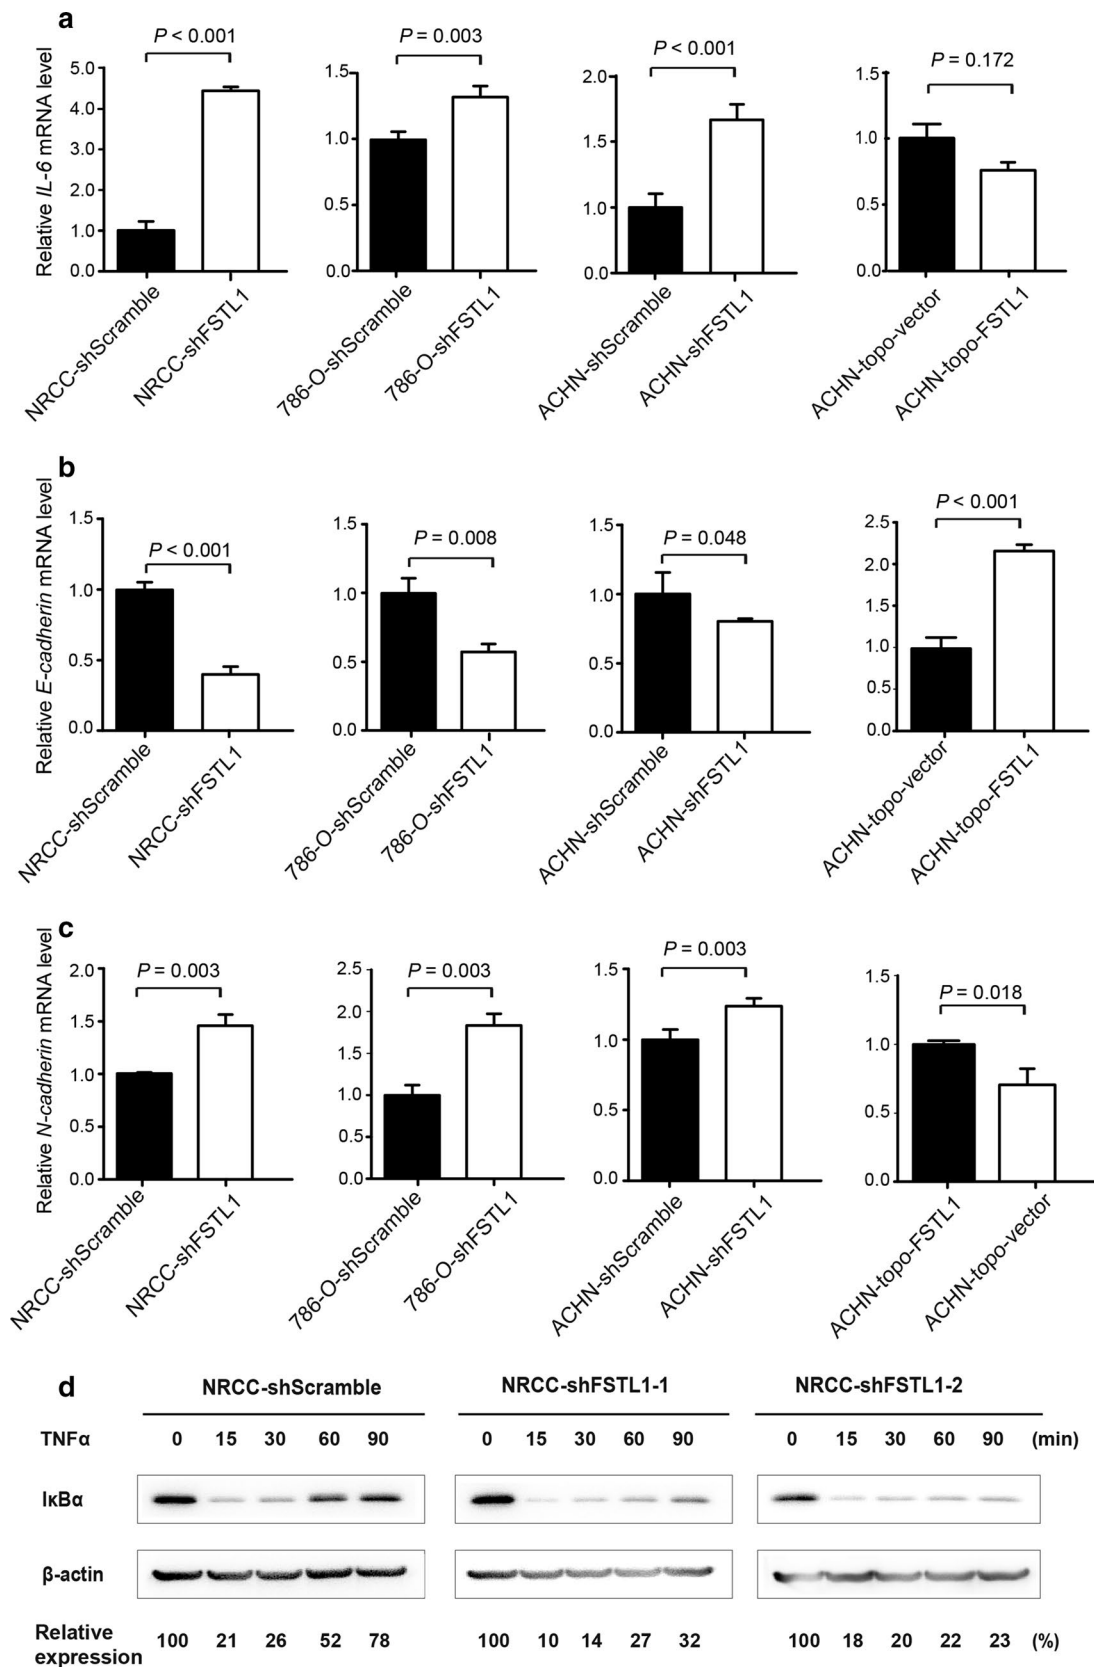 a
P < 0.001
P = 0.003
P < 0.001
P = 0.172
Relative IL-6 mRNA level
5.0
4.0
3.0
2.0
1.0
0.0
1.5
1.0
0.5
0.0
2.0
1.5
1.0
0.0
1.5
1.0
0.5
0.0
NRCC-shScramble
NRCC-shFSTL1
786-O-shScramble
786-O-shFSTL1
ACHN-shScramble
ACHN-shFSTL1
ACHN-topo-vector
ACHN-topo-FSTL1
b
P < 0.001
P = 0.008
P = 0.048
P < 0.001
Relative E-cadherin mRNA level
1.5
1.0
0.5
0.0
1.5
1.0
0.5
0.0
1.5
1.0
0.5
0.0
2.5
2.0
1.5
1.0
0.5
0.0
NRCC-shScramble
NRCC-shFSTL1
786-O-shScramble
786-O-shFSTL1
ACHN-shScramble
ACHN-shFSTL1
ACHN-topo-vector
ACHN-topo-FSTL1
c
P = 0.003
P = 0.003
P = 0.003
P = 0.018
Relative N-cadherin mRNA level
2.0
1.5
1.0
0.5
0.0
2.5
2.0
1.5
1.0
0.5
0.0
1.5
1.0
0.5
0.0
1.5
1.0
0.5
0.0
NRCC-shScramble
NRCC-shFSTL1
786-O-shScramble
786-O-shFSTL1
ACHN-shScramble
ACHN-shFSTL1
ACHN-topo-FSTL1
ACHN-topo-vector
d
NRCC-shScramble NRCC-shFSTL1-1 NRCC-shFSTL1-2
TNFα 0 15 30 60 90 0 15 30 60 90 0 15 30 60 90 (min)
IκBα
β-actin
Relative
expression 100 21 26 52 78 100 10 14 27 32 100 18 20 22 23 (%)